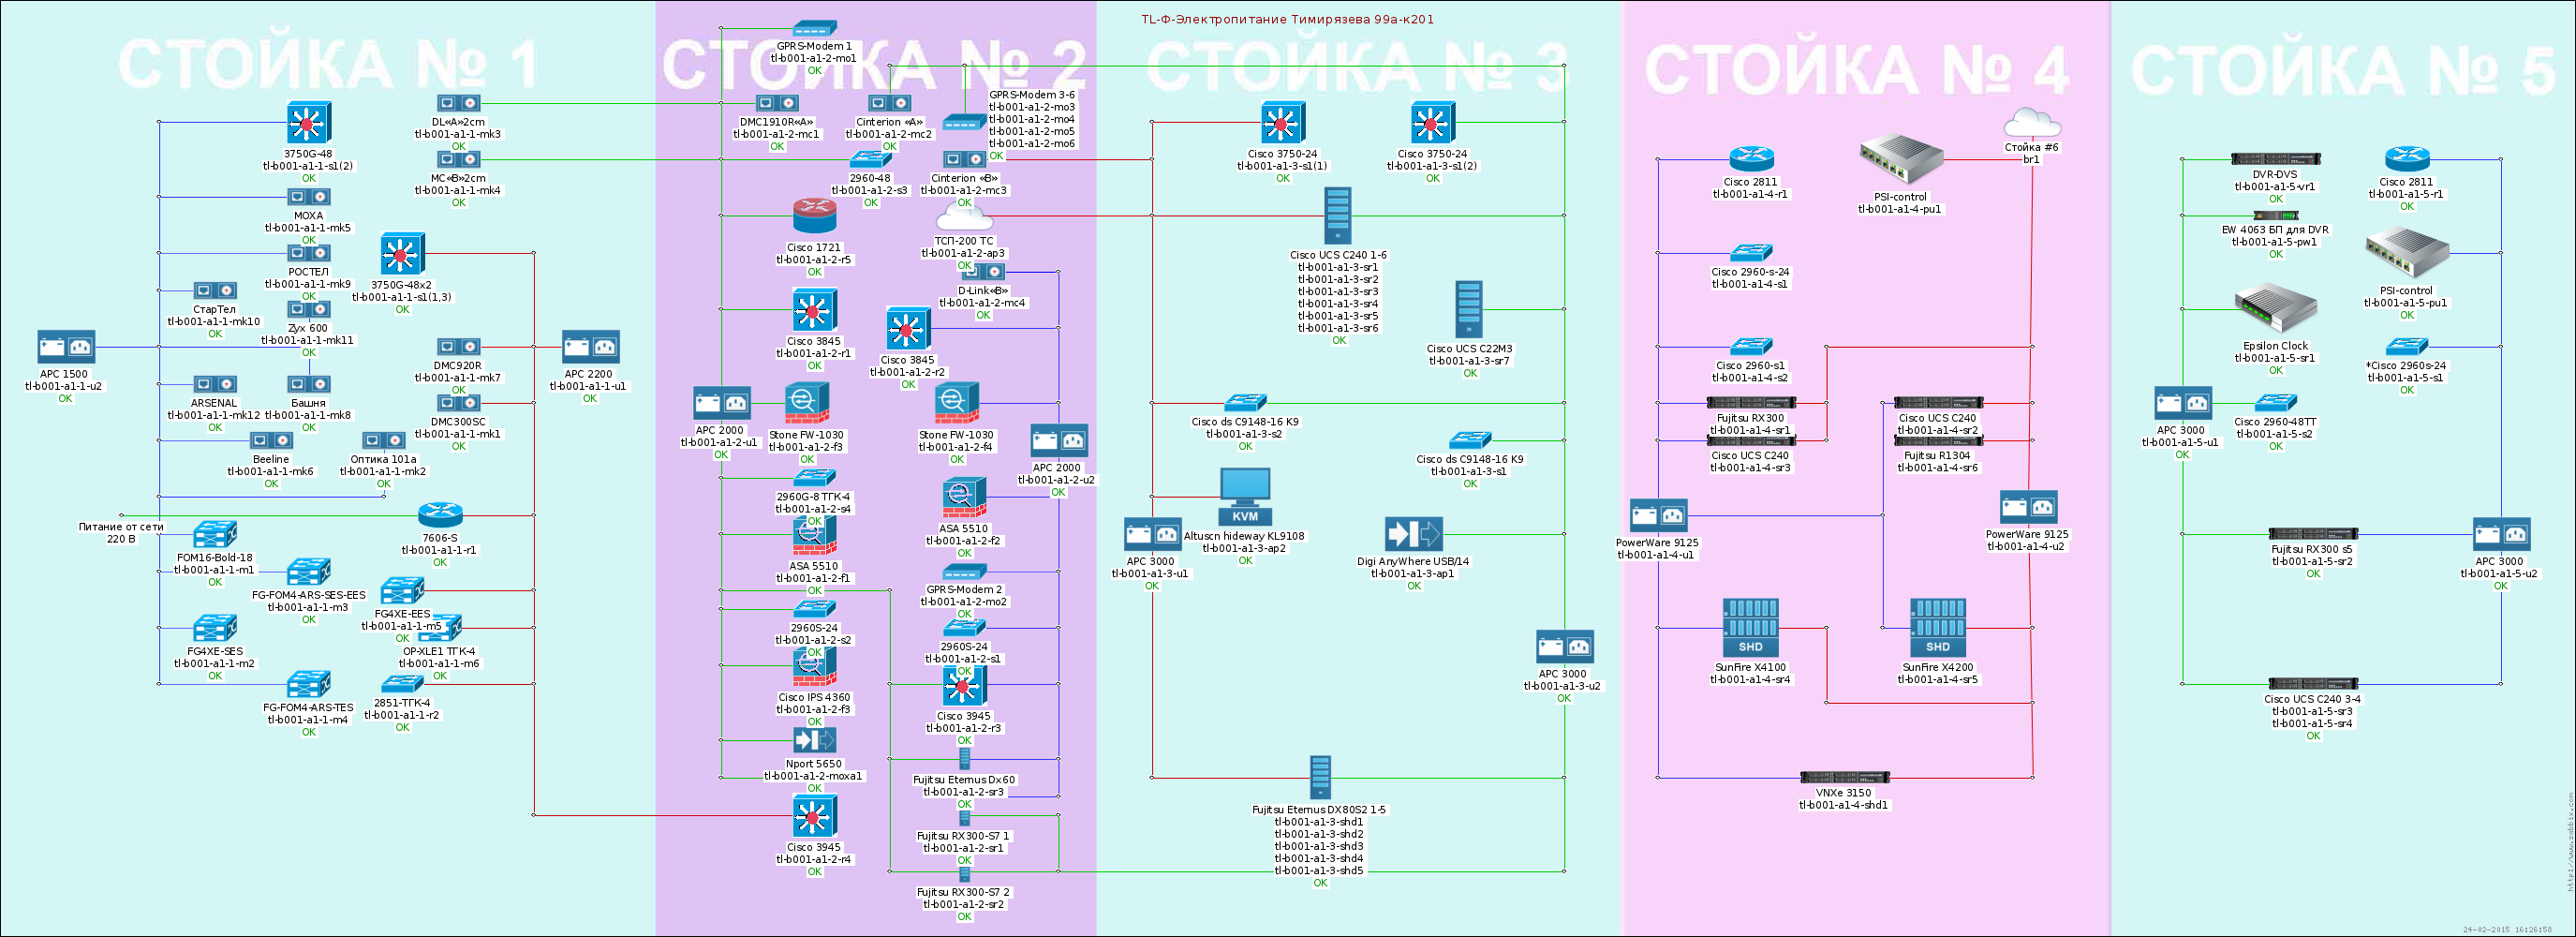 TL-Ф-Электропитание Тимирязева 99а-к201
СТОЙКА № 1
3750G-48
tl-b001-a1-1-s1(2)
OK
DL«A»2cm
tl-b001-a1-1-mk3
OK
MC«B»2cm
tl-b001-a1-1-mk4
OK
MOXA
tl-b001-a1-1-mk5
OK
РОСТЕЛ
tl-b001-a1-1-mk9
OK
3750G-48x2
tl-b001-a1-1-s1(1,3)
OK
СтарТел
tl-b001-a1-1-mk10
OK
Zyx 600
tl-b001-a1-1-mk11
OK
APC 1500
tl-b001-a1-1-u2
OK
DMC920R
tl-b001-a1-1-mk7
OK
APC 2200
tl-b001-a1-1-u1
OK
ARSENAL
tl-b001-a1-1-mk12
OK
Башня
tl-b001-a1-1-mk8
OK
DMC300SC
tl-b001-a1-1-mk1
OK
Beeline
tl-b001-a1-1-mk6
OK
Оптика 101а
tl-b001-a1-1-mk2
OK
Питание от сети
220 В
7606-S
tl-b001-a1-1-r1
OK
FOM16-Bold-18
tl-b001-a1-1-m1
OK
FG-FOM4-ARS-SES-EES
tl-b001-a1-1-m3
OK
FG4XE-EES
tl-b001-a1-1-m5
OK
FG4XE-SES
tl-b001-a1-1-m2
OK
OP-XLE1 ТГК-4
tl-b001-a1-1-m6
OK
FG-FOM4-ARS-TES
tl-b001-a1-1-m4
OK
2851-ТГК-4
tl-b001-a1-1-r2
OK
СТОЙКА № 2
GPRS-Modem 1
tl-b001-a1-2-mo1
OK
DMC1910R«A»
tl-b001-a1-2-mc1
OK
Cinterion «A»
tl-b001-a1-2-mc2
OK
GPRS-Modem 3-6
tl-b001-a1-2-mo3
tl-b001-a1-2-mo4
tl-b001-a1-2-mo5
tl-b001-a1-2-mo6
OK
2960-48
tl-b001-a1-2-s3
OK
Cinterion «B»
tl-b001-a1-2-mc3
OK
Cisco 1721
tl-b001-a1-2-r5
OK
ТСП-200 ТС
tl-b001-a1-2-ap3
OK
D-Link«B»
tl-b001-a1-2-mc4
OK
Cisco 3845
tl-b001-a1-2-r1
OK
Cisco 3845
tl-b001-a1-2-r2
OK
APC 2000
tl-b001-a1-2-u1
OK
Stone FW-1030
tl-b001-a1-2-f3
OK
Stone FW-1030
tl-b001-a1-2-f4
OK
APC 2000
tl-b001-a1-2-u2
OK
2960G-8 ТГК-4
tl-b001-a1-2-s4
OK
ASA 5510
tl-b001-a1-2-f2
OK
ASA 5510
tl-b001-a1-2-f1
OK
GPRS-Modem 2
tl-b001-a1-2-mo2
OK
2960S-24
tl-b001-a1-2-s2
OK
2960S-24
tl-b001-a1-2-s1
OK
Cisco IPS 4360
tl-b001-a1-2-f3
OK
Cisco 3945
tl-b001-a1-2-r3
OK
Nport 5650
tl-b001-a1-2-moxa1
OK
Fujitsu Eternus Dx60
tl-b001-a1-2-sr3
OK
Cisco 3945
tl-b001-a1-2-r4
OK
Fujitsu RX300-S7 1
tl-b001-a1-2-sr1
OK
Fujitsu RX300-S7 2
tl-b001-a1-2-sr2
OK
СТОЙКА № 3
Cisco 3750-24
tl-b001-a1-3-s1(1)
OK
Cisco 3750-24
tl-b001-a1-3-s1(2)
OK
Cisco UCS C240 1-6
tl-b001-a1-3-sr1
tl-b001-a1-3-sr2
tl-b001-a1-3-sr3
tl-b001-a1-3-sr4
tl-b001-a1-3-sr5
tl-b001-a1-3-sr6
OK
Cisco UCS C22M3
tl-b001-a1-3-sr7
OK
Cisco ds C9148-16 K9
tl-b001-a1-3-s2
OK
Cisco ds C9148-16 K9
tl-b001-a1-3-s1
OK
KVM
Altuscn hideway KL9108
tl-b001-a1-3-ap2
OK
APC 3000
tl-b001-a1-3-u1
OK
Digi AnyWhere USB/14
tl-b001-a1-3-ap1
OK
APC 3000
tl-b001-a1-3-u2
OK
Fujitsu Eternus DX80S2 1-5
tl-b001-a1-3-shd1
tl-b001-a1-3-shd2
tl-b001-a1-3-shd3
tl-b001-a1-3-shd4
tl-b001-a1-3-shd5
OK
СТОЙКА № 4
Стойка #6
br1
Cisco 2811
tl-b001-a1-4-r1
PSI-control
tl-b001-a1-4-pu1
Cisco 2960-s-24
tl-b001-a1-4-s1
Cisco 2960-s1
tl-b001-a1-4-s2
Fujitsu RX300
tl-b001-a1-4-sr1
Cisco UCS C240
tl-b001-a1-4-sr2
Cisco UCS C240
tl-b001-a1-4-sr3
Fujitsu R1304
tl-b001-a1-4-sr6
PowerWare 9125
tl-b001-a1-4-u1
PowerWare 9125
tl-b001-a1-4-u2
SHD
SunFire X4100
tl-b001-a1-4-sr4
SHD
SunFire X4200
tl-b001-a1-4-sr5
VNXe 3150
tl-b001-a1-4-shd1
СТОЙКА № 5
DVR-DVS
tl-b001-a1-5-vr1
OK
Cisco 2811
tl-b001-a1-5-r1
OK
EW 4063 БП для DVR
tl-b001-a1-5-pw1
OK
PSI-control
tl-b001-a1-5-pu1
OK
Epsilon Clock
tl-b001-a1-5-sr1
OK
*Cisco 2960s-24
tl-b001-a1-5-s1
OK
APC 3000
tl-b001-a1-5-u1
OK
Cisco 2960-48TT
tl-b001-a1-5-s2
OK
Fujitsu RX300 s5
tl-b001-a1-5-sr2
OK
APC 3000
tl-b001-a1-5-u2
OK
Cisco UCS C240 3-4
tl-b001-a1-5-sr3
tl-b001-a1-5-sr4
OK
http://www.zabbix.com
24-02-2015 16:26:58